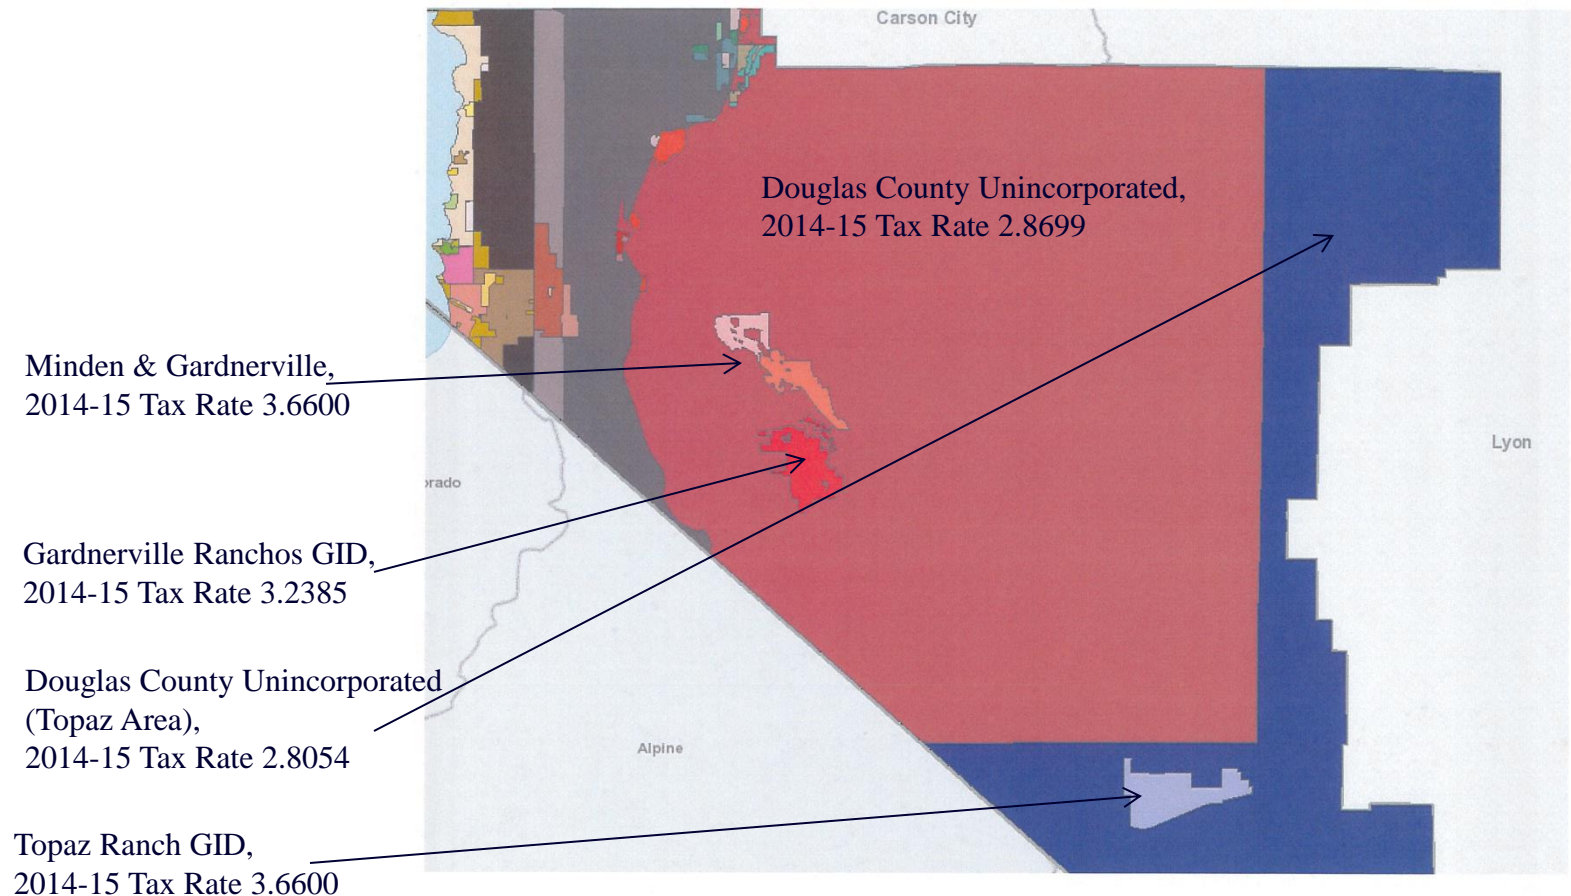 Carson City
Douglas County Unincorporated,
2014-15 Tax Rate 2.8699
Minden & Gardnerville,
2014-15 Tax Rate 3.6600
Lyon
orado
Gardnerville Ranchos GID,
2014-15 Tax Rate 3.2385
Douglas County Unincorporated
(Topaz Area),
2014-15 Tax Rate 2.8054
Alpine
Topaz Ranch GID,
2014-15 Tax Rate 3.6600